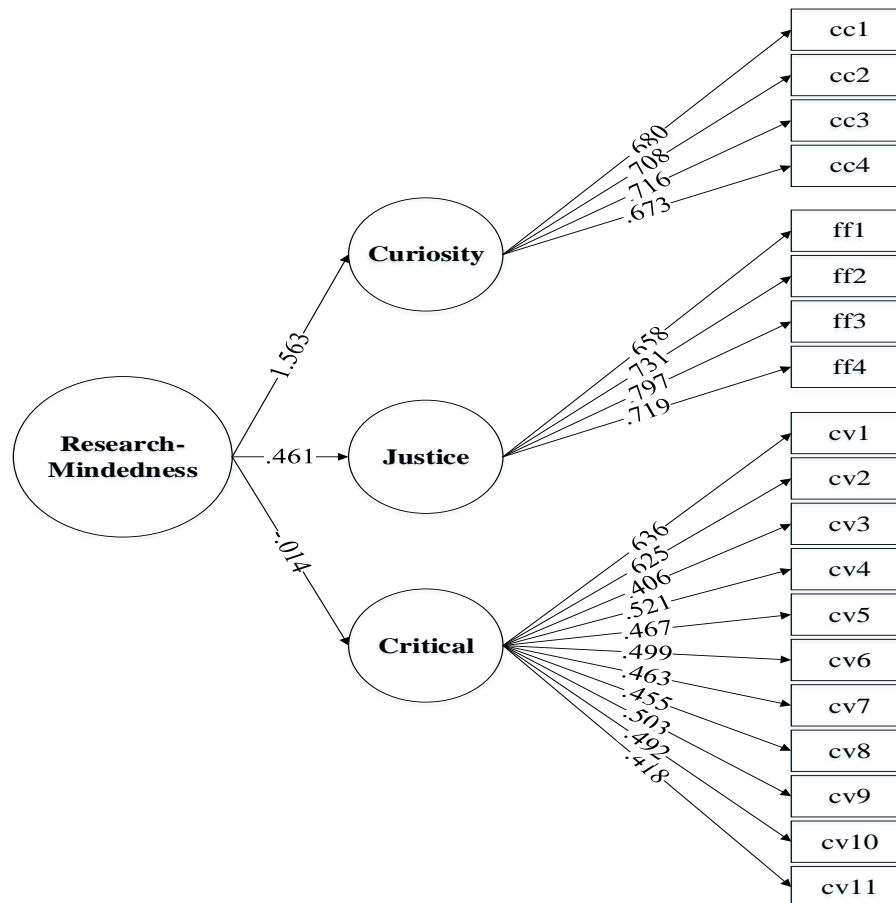 cc1
cc2
cc3
cc4
.680
.708
.716
.673
Curiosity
ff1
ff2
ff3
ff4
.658
.731
.797
.719
1.563
Research-
Mindedness
.461
Justice
-.014
cv1
cv2
cv3
cv4
cv5
cv6
cv7
cv8
cv9
cv10
cv11
.636
.625
.406
.521
.467
.499
.463
.455
.503
.492
.418
Critical